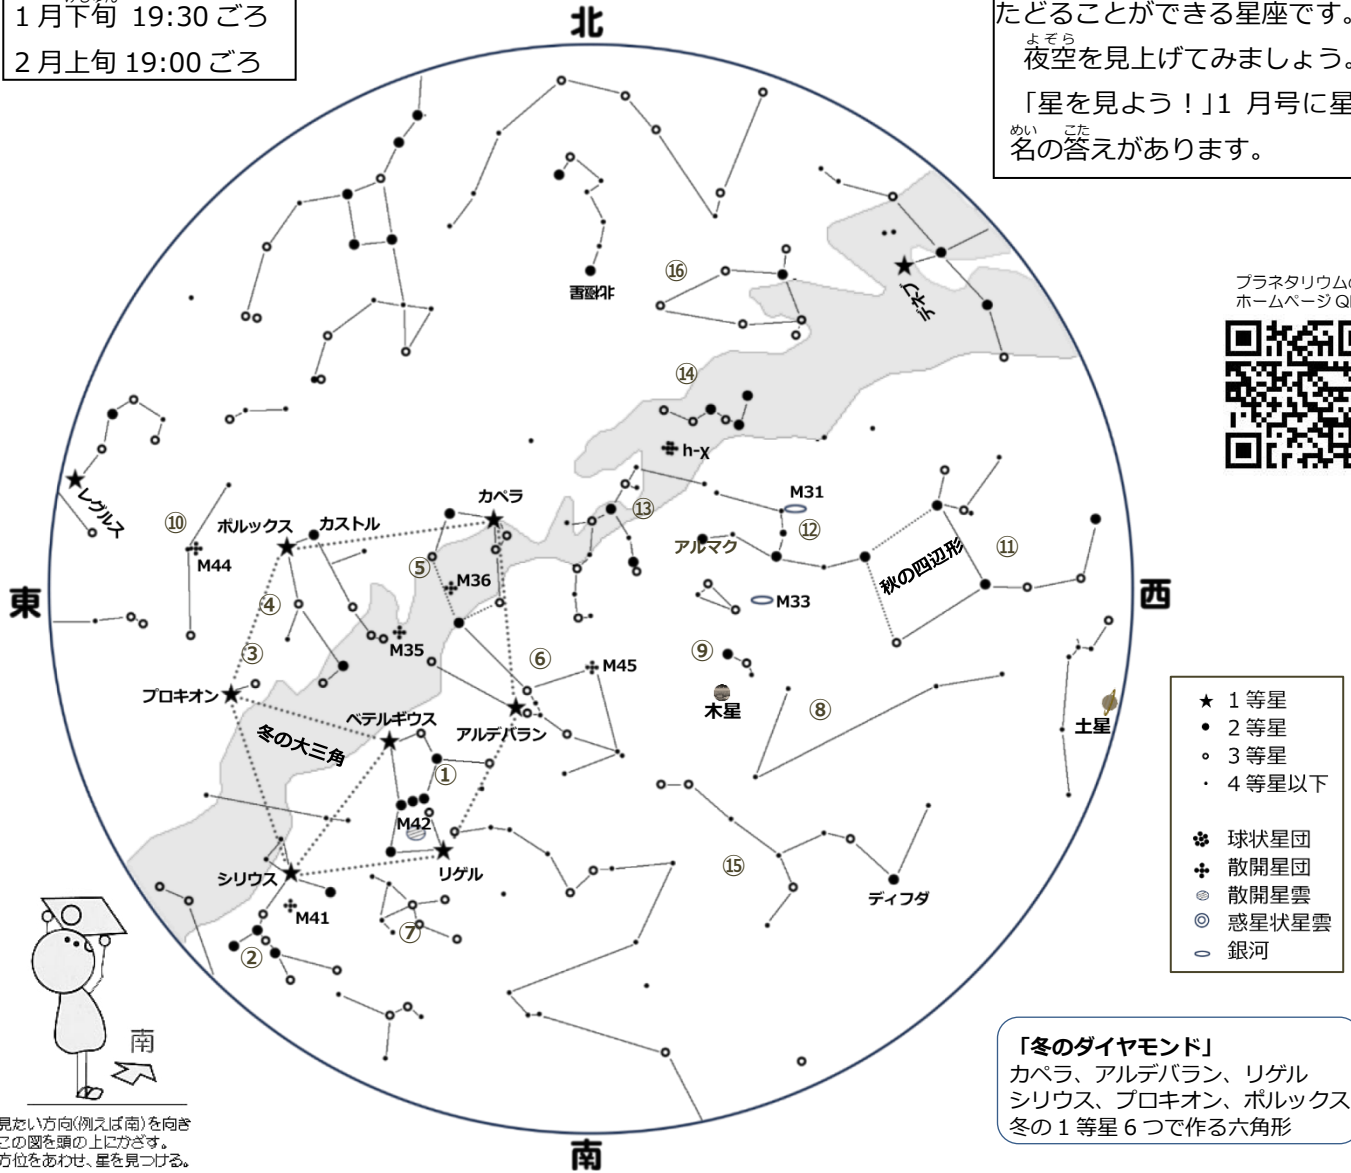 1月下旬 19:30ごろ
2月上旬 19:00ごろ
たどることができる星座です。
よぞら
夜空を見上げてみましょう。
「星を見よう！」1 月号に星
めい こた
名の答えがあります。
北
北極星
⑯
デネブ
プラネタリウムの
ホームページ
⑭
h-χ
レグルス
⑩
M44
ポルックス
カストル
カペラ
⑬
M31
アルマク
⑫
⑪
秋の四辺形
⑤
M36
M33
東
西
④
M35
③
⑥
M45
⑨
木星
⑧
土星
プロキオン
ベテルギウス
アルデバラン
冬の大三角
①
M42
リゲル
シリウス
M41
②
⑦
⑮
ディフダ
★ 1等星
● 2等星
3等星
4等星以下
球状星団
散開星団
散開星雲
惑星状星雲
銀河
南
見たい方向(例えば南)を向き
この図を頭の上にかざす。
方位をあわせ、星を見つける。
「冬のダイヤモンド」
カペラ、アルデバラン、リゲル
シリウス、プロキオン、ポルックス
冬の1等星6つで作る六角形
南